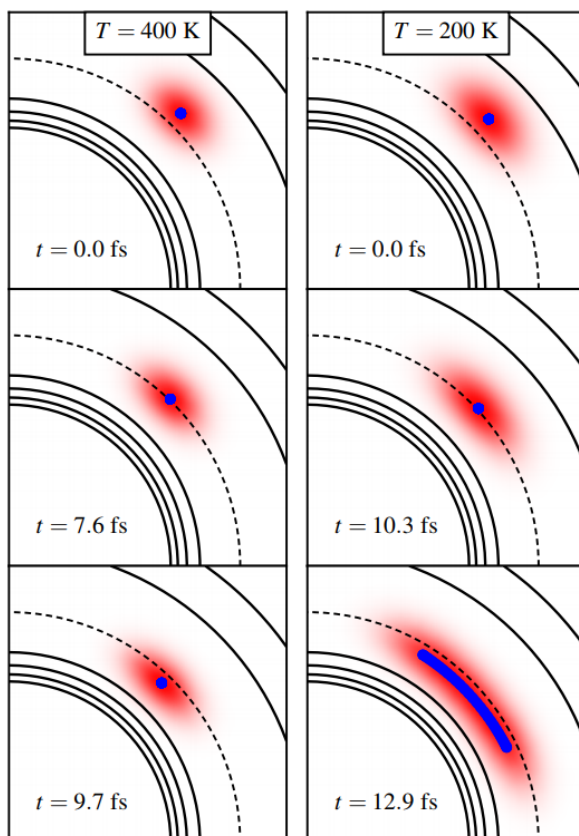 T = 400 K
T = 200 K
t = 0.0 fs
t = 0.0 fs
t = 7.6 fs
t = 10.3 fs
t = 9.7 fs
t = 12.9 fs